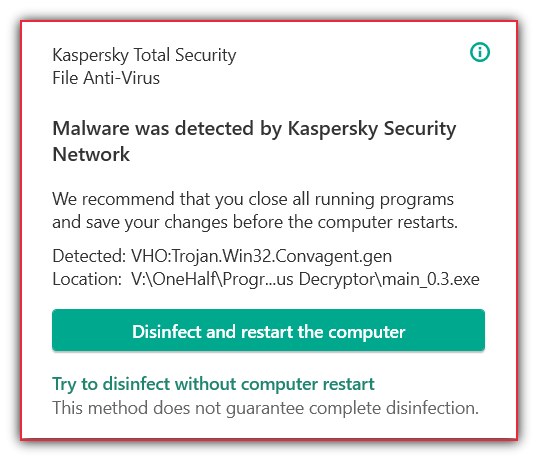 Kaspersky Total Security
File Anti-Virus
Malware was detected by Kaspersky Security
Network
We recommend that you close all running programs
and save your changes before the computer restarts.
Detected: VHO:Trojan.Win32.Convagent.gen
Location: V:\OneHalf\Progr...us Decryptor\main_0.3.exe
Disinfect and restart the computer
Try to disinfect without computer restart
This method does not guarantee complete disinfection.